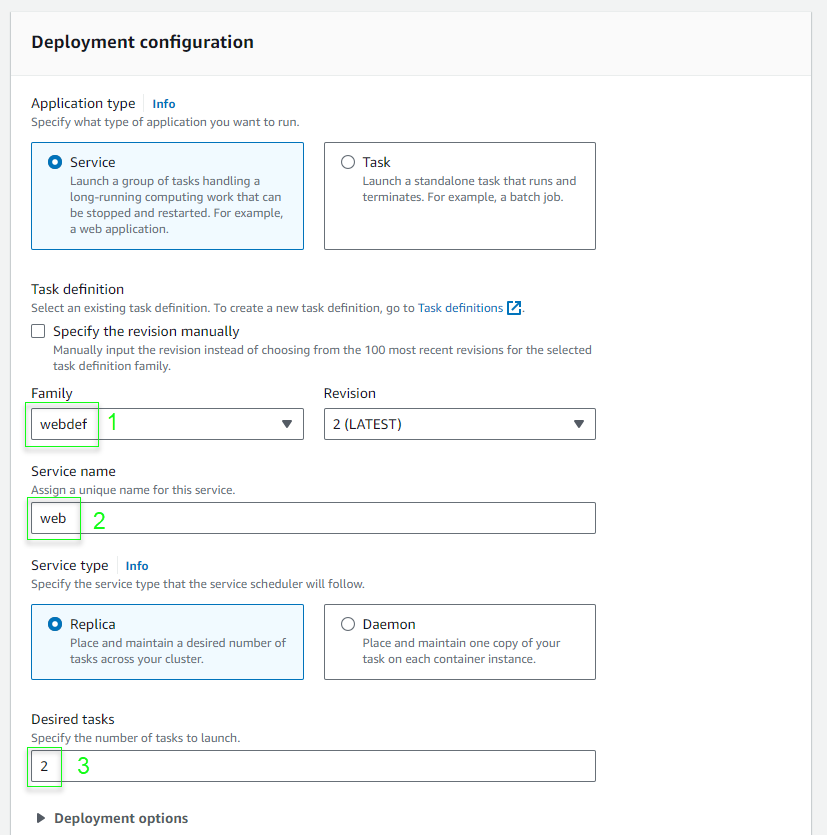 Deployment configuration
Application type Info
Specify what type of application you want to run.
Service
Launch a group of tasks handling a
long-running computing work that can
be stopped and restarted. For example,
a web application.
Task
Launch a standalone task that runs and
terminates. For example, a batch job.
Task definition
Select an existing task definition. To create a new task definition, go to Task definitions.
Specify the revision manually
Manually input the revision instead of choosing from the 100 most recent revisions for the selected
task definition family.
Family
webdef 1
Revision
2 (LATEST)
Service name
Assign a unique name for this service.
web 2
Service type Info
Specify the service type that the service scheduler will follow.
Replica
Place and maintain a desired number of
tasks across your cluster.
Daemon
Place and maintain one copy of your
task on each container instance.
Desired tasks
Specify the number of tasks to launch.
2 3
Deployment options